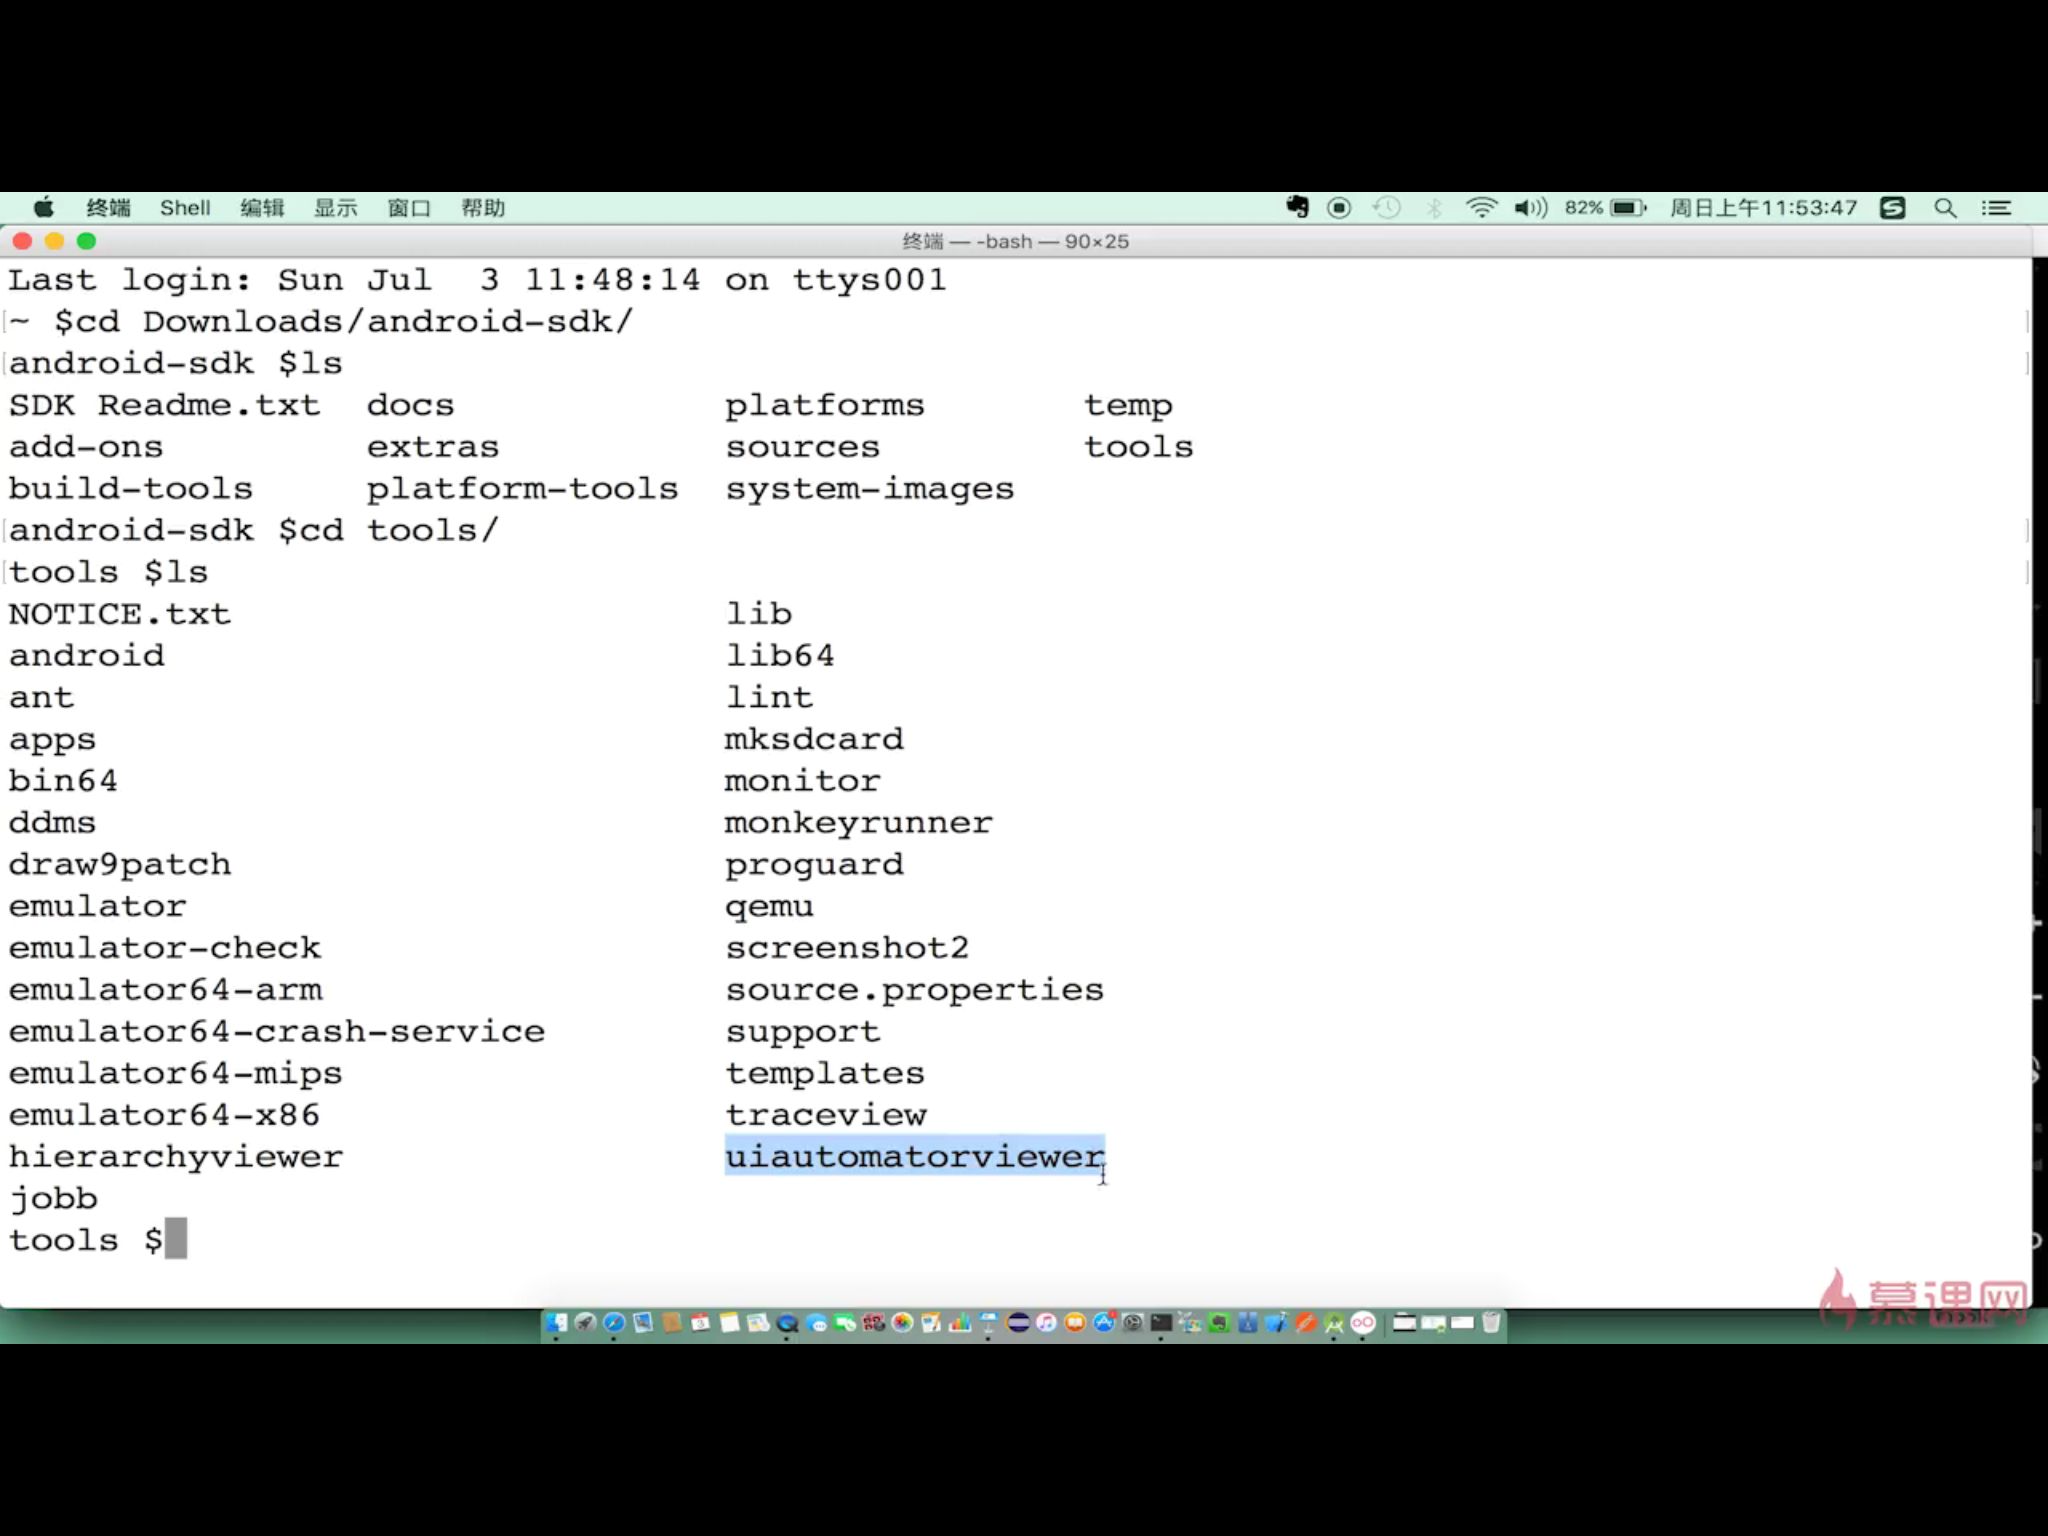 终端 Shell 编辑 显示 窗口 帮助 82% 周日上午11:53:47
终端 — -bash — 90×25
Last login: Sun Jul  3 11:48:14 on ttys001
~ $cd Downloads/android-sdk/
android-sdk $ls
SDK Readme.txt docs platforms temp
add-ons extras sources tools
build-tools platform-tools system-images
android-sdk $cd tools/
tools $ls
NOTICE.txt lib
android lib64
ant lint
apps mksdcard
bin64 monitor
ddms monkeyrunner
draw9patch proguard
emulator qemu
emulator-check screenshot2
emulator64-arm source.properties
emulator64-crash-service support
emulator64-mips templates
emulator64-x86 traceview
hierarchyviewer uiautomatorviewer
jobb
tools $
慕课网